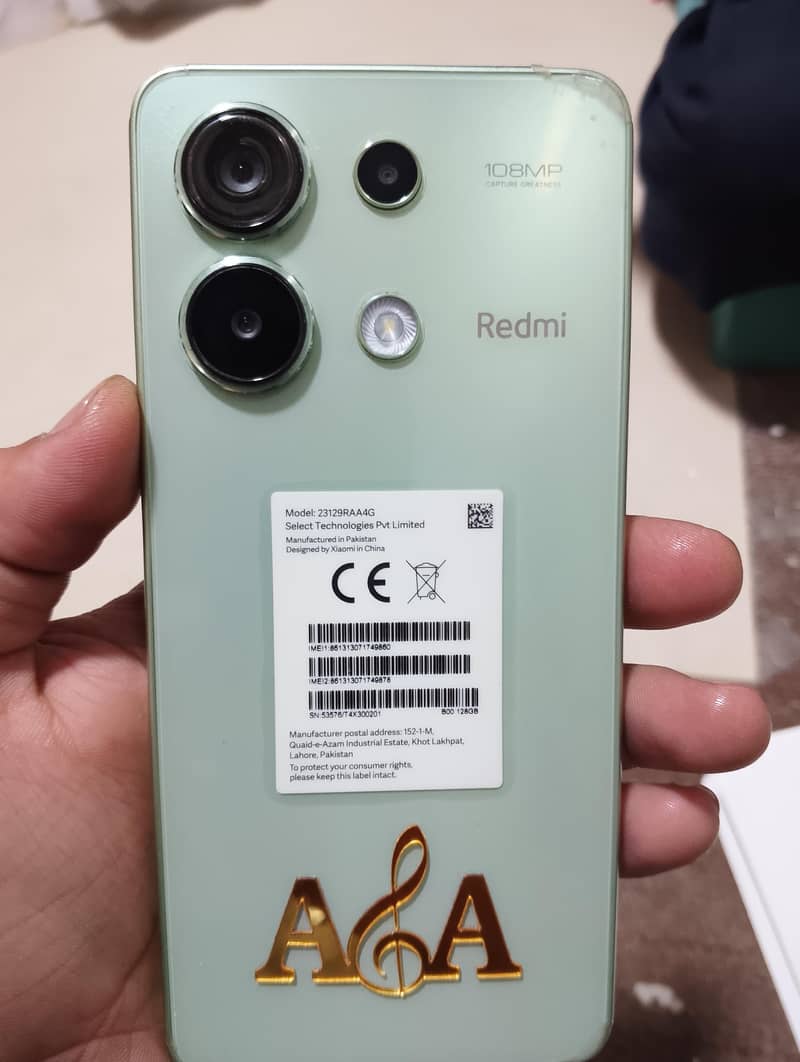 108MP
CAPTURE GREATNESS
Redmi
Model: 23129RAA4G
Select Technologies Pvt Limited
Manufactured in Pakistan
Designed by Xiaomi in China
CE
IMEI1:861313071749860
IMEI2:861313071749878
SN:53576/T4X300201 B00 128GB
Manufacturer postal address: 152-1-M,
Quaid-e-Azam Industrial Estate, Khot Lakhpat,
Lahore, Pakistan
To protect your consumer rights,
please keep this label intact.
A A